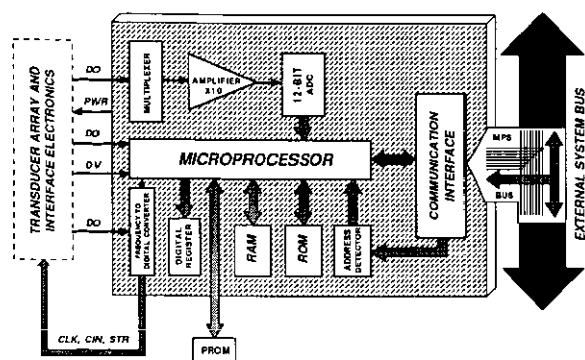 TRANSDUCER ARRAY AND
INTERFACE ELECTRONICS
DO
PWR
DO
DV
DO
CLK, CIN, STR
MULTIPLEXER
AMPLIFIER
X10
12-BIT
ADC
MICROPROCESSOR
FREQUENCY TO
DIGITAL CONVERTER
DIGITAL
REGISTER
RAM
ROM
ADDRESS
DETECTOR
PROM
COMMUNICATION
INTERFACE
MPS
BUS
EXTERNAL SYSTEM BUS